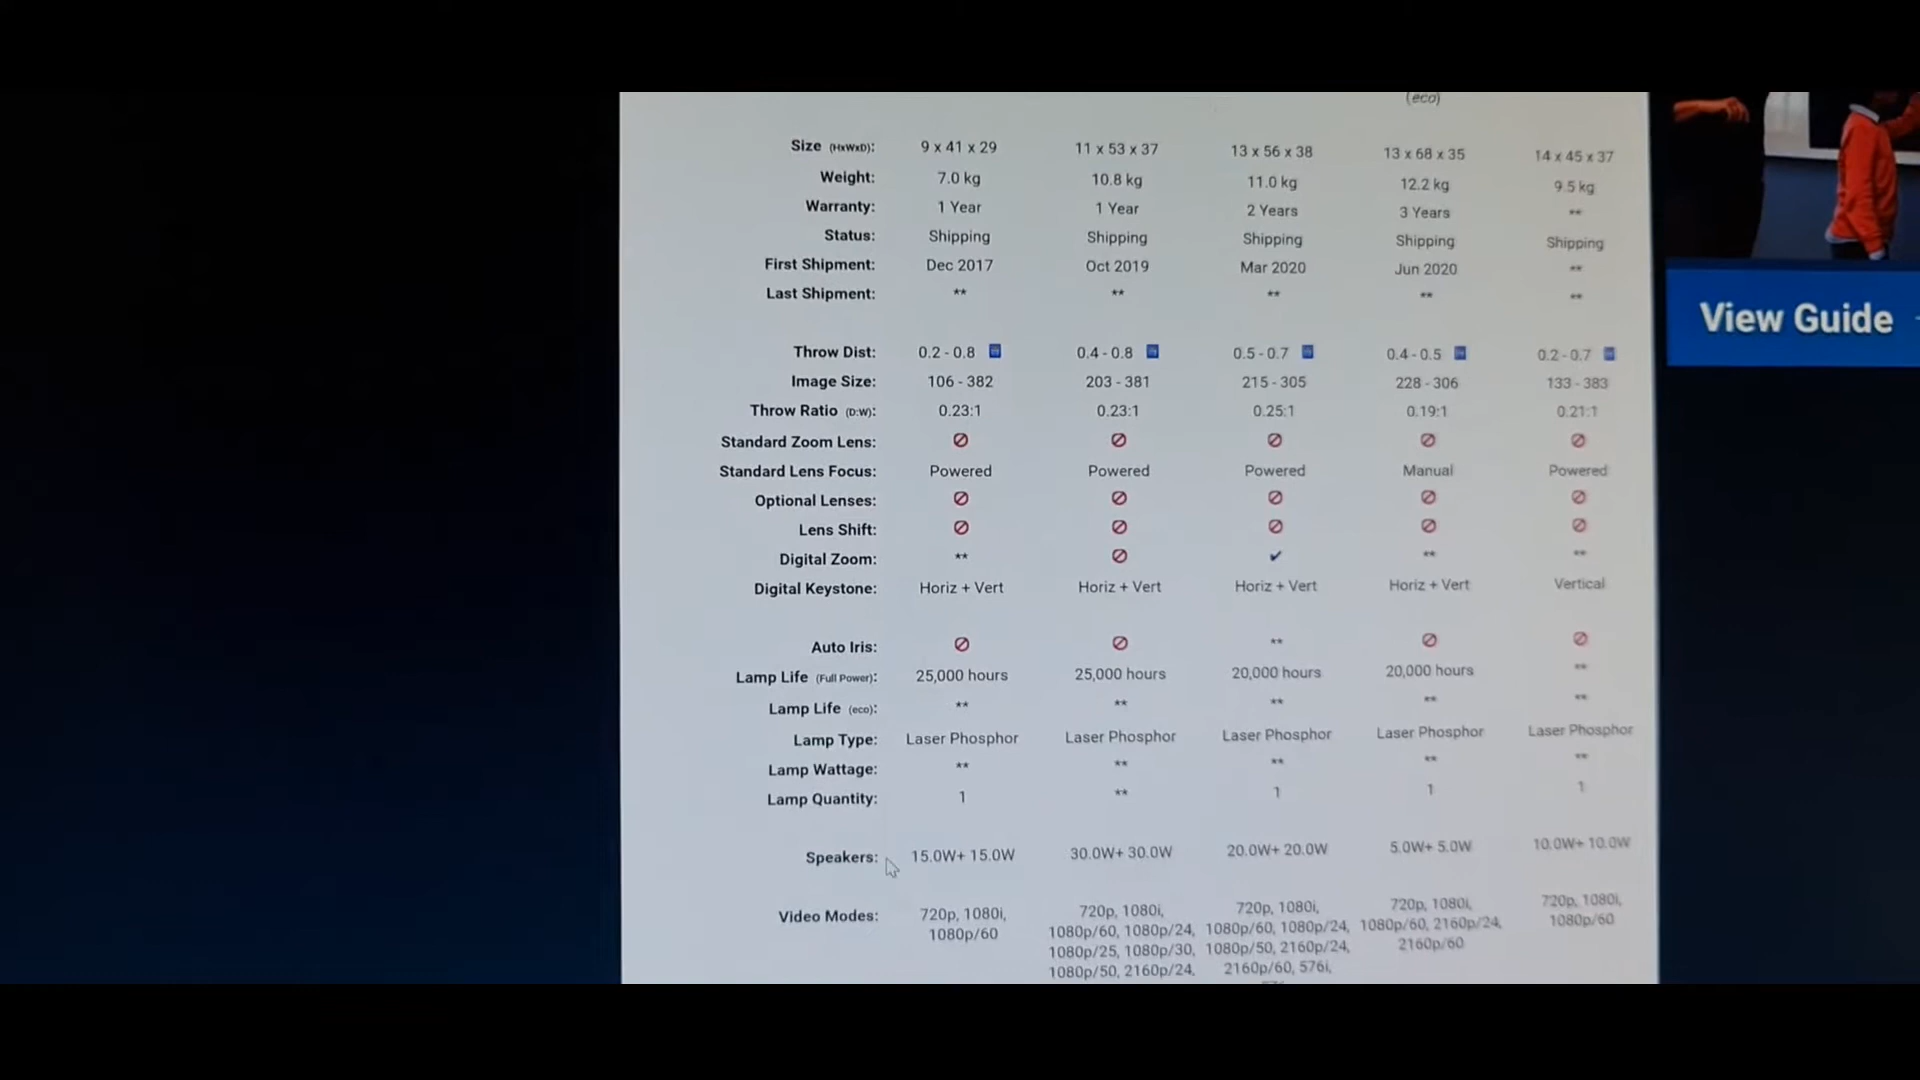 (eco)
Size (HxWxD): 9 x 41 x 29 11 x 53 x 37 13 x 56 x 38 13 x 68 x 35 14 x 45 x 37
Weight: 7.0 kg 10.8 kg 11.0 kg 12.2 kg 9.5 kg
Warranty: 1 Year 1 Year 2 Years 3 Years **
Status: Shipping Shipping Shipping Shipping Shipping
First Shipment: Dec 2017 Oct 2019 Mar 2020 Jun 2020 **
Last Shipment: ** ** ** ** **
View Guide
Throw Dist: 0.2 - 0.8 0.4 - 0.8 0.5 - 0.7 0.4 - 0.5 0.2 - 0.7
Image Size: 106 - 382 203 - 381 215 - 305 228 - 306 133 - 383
Throw Ratio (D:W): 0.23:1 0.23:1 0.25:1 0.19:1 0.21:1
Standard Zoom Lens:
Standard Lens Focus: Powered Powered Powered Manual Powered
Optional Lenses:
Lens Shift:
Digital Zoom: ** ✔ ** **
Digital Keystone: Horiz + Vert Horiz + Vert Horiz + Vert Horiz + Vert Vertical
Auto Iris: **
Lamp Life (Full Power): 25,000 hours 25,000 hours 20,000 hours 20,000 hours **
Lamp Life (eco): ** ** ** ** **
Lamp Type: Laser Phosphor Laser Phosphor Laser Phosphor Laser Phosphor Laser Phosphor
Lamp Wattage: ** ** ** ** **
Lamp Quantity: 1 ** 1 1 1
Speakers: 15.0W+ 15.0W 30.0W+ 30.0W 20.0W+ 20.0W 5.0W+ 5.0W 10.0W+ 10.0W
Video Modes: 720p, 1080i, 720p, 1080i, 720p, 1080i, 720p, 1080i, 720p, 1080i,
1080p/60 1080p/60, 1080p/24, 1080p/60, 1080p/24, 1080p/60, 2160p/24, 1080p/60
1080p/25, 1080p/30, 1080p/50, 2160p/24, 2160p/60
1080p/50, 2160p/24, 2160p/60, 576i,